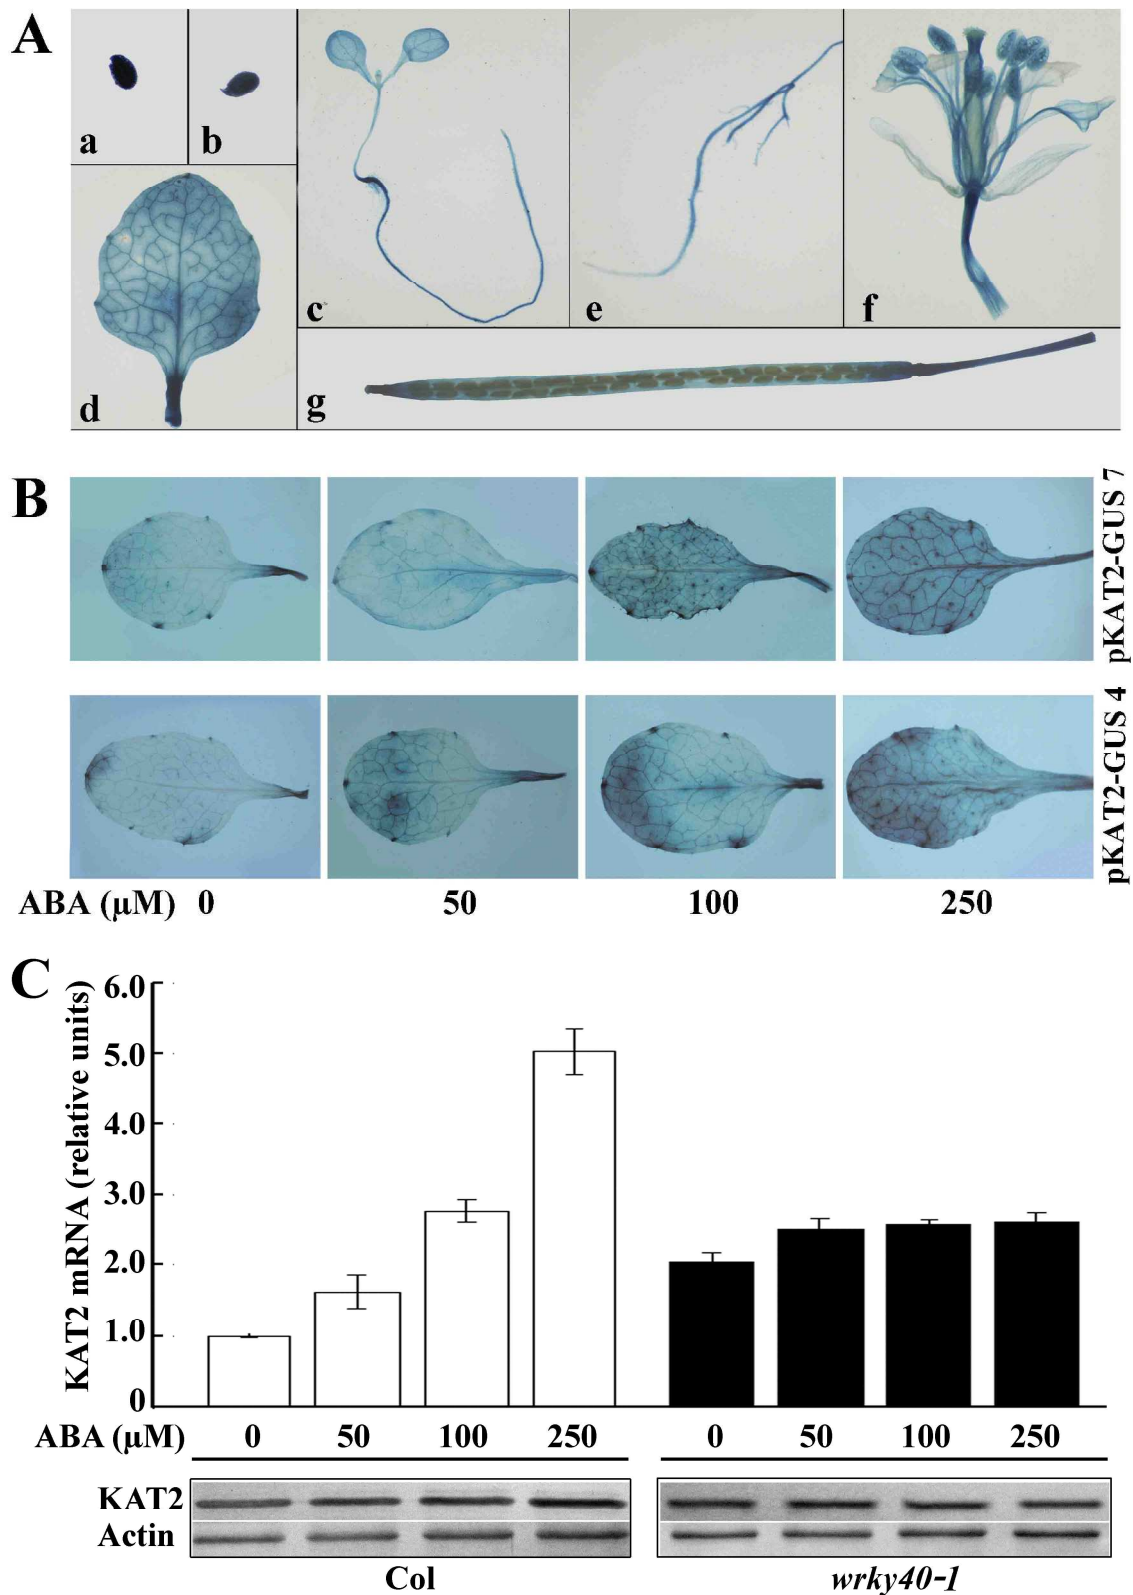 A
a
b
c
d
e
f
g
B
pKAT2-GUS 7
pKAT2-GUS 4
ABA (µM) 0 50 100 250
C
KAT2 mRNA (relative units)
6.0
5.0
4.0
3.0
2.0
1.0
0
ABA (µM) 0 50 100 250 0 50 100 250
KAT2
Actin
Col wrky40-1